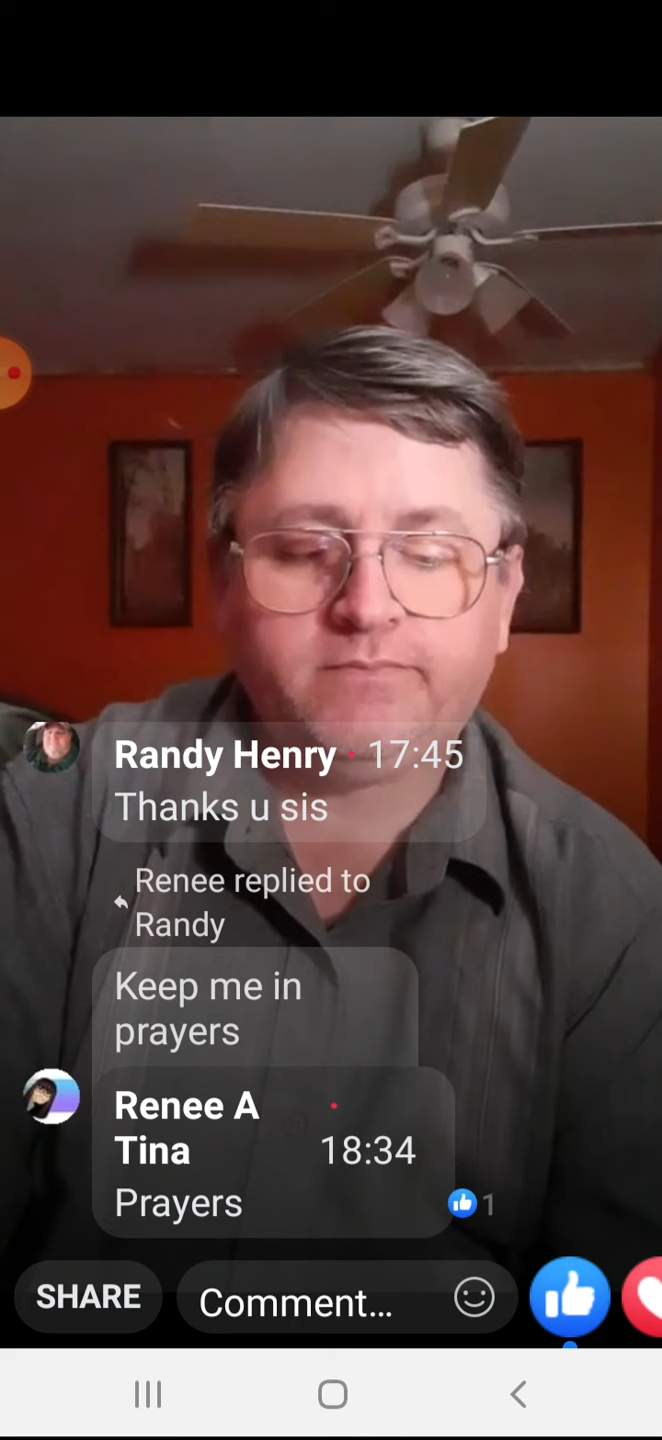 Randy Henry • 17:45
Thanks u sis
Renee replied to
Randy
Keep me in
prayers
Renee A •
Tina 18:34
Prayers
1
SHARE
Comment...